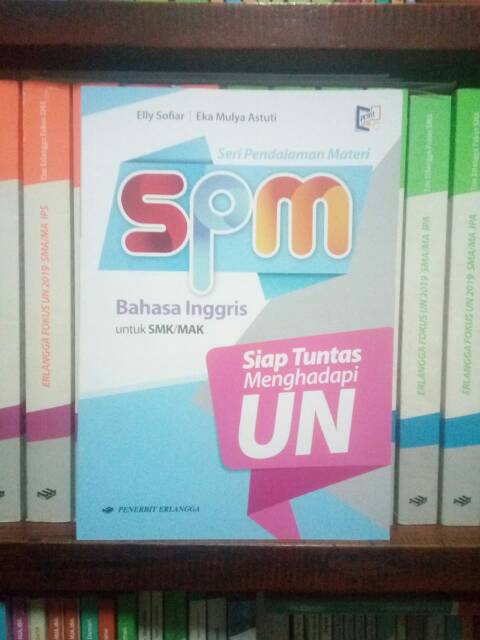 Elly Sofiar | Eka Mulya Astuti
Seri Pendalaman Materi
spm
Bahasa Inggris
untuk SMK/MAK
Siap Tuntas
Menghadapi
UN
PENERBIT ERLANGGA
ERLANGGA FOKUS UN 2019 SMA/MA IPS
ERLANGGA FOKUS UN 2019 SMA/MA IPA
ERLANGGA FOKUS UN 2019 SMA/MA IPA